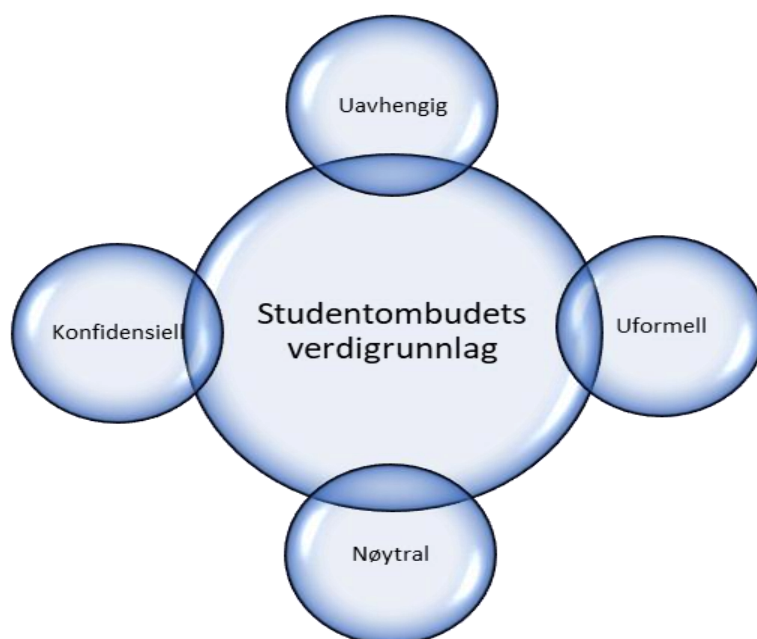 Uavhengig
Studentombudets
verdigrunnlag
Konfidensiell
Uformell
Nøytral